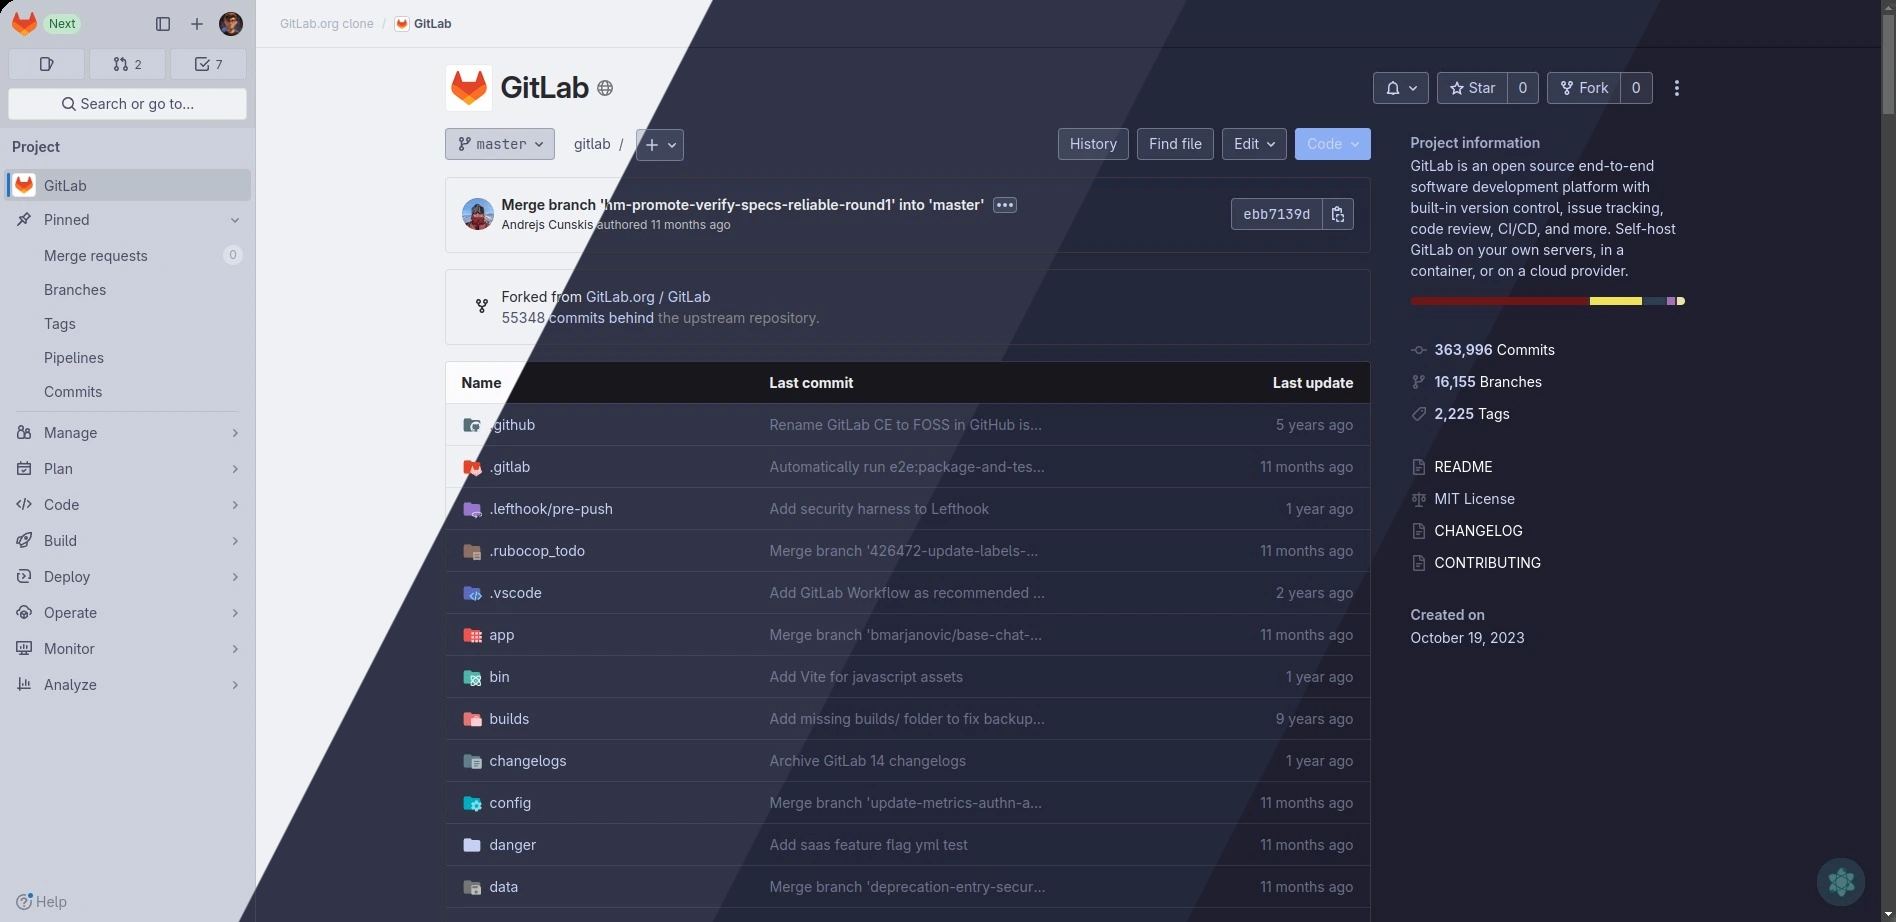 Next
GitLab.org clone / GitLab
2
7
Search or go to...
Project
GitLab
Pinned
Merge requests 0
Branches
Tags
Pipelines
Commits
Manage
Plan
Code
Build
Deploy
Operate
Monitor
Analyze
Help
GitLab
Star 0
Fork 0
master
gitlab /
History
Find file
Edit
Code
Merge branch 'hm-promote-verify-specs-reliable-round1' into 'master'
Andrejs Cunskis authored 11 months ago
ebb7139d
Forked from GitLab.org / GitLab
55348 commits behind the upstream repository.
Name Last commit Last update
.github Rename GitLab CE to FOSS in GitHub is... 5 years ago
.gitlab Automatically run e2e:package-and-tes... 11 months ago
.lefthook/pre-push Add security harness to Lefthook 1 year ago
.rubocop_todo Merge branch '426472-update-labels-... 11 months ago
.vscode Add GitLab Workflow as recommended ... 2 years ago
app Merge branch 'bmarjanovic/base-chat-... 11 months ago
bin Add Vite for javascript assets 1 year ago
builds Add missing builds/ folder to fix backup... 9 years ago
changelogs Archive GitLab 14 changelogs 1 year ago
config Merge branch 'update-metrics-authn-a... 11 months ago
danger Add saas feature flag yml test 11 months ago
data Merge branch 'deprecation-entry-secur... 11 months ago
Project information
GitLab is an open source end-to-end
software development platform with
built-in version control, issue tracking,
code review, CI/CD, and more. Self-host
GitLab on your own servers, in a
container, or on a cloud provider.
363,996 Commits
16,155 Branches
2,225 Tags
README
MIT License
CHANGELOG
CONTRIBUTING
Created on
October 19, 2023